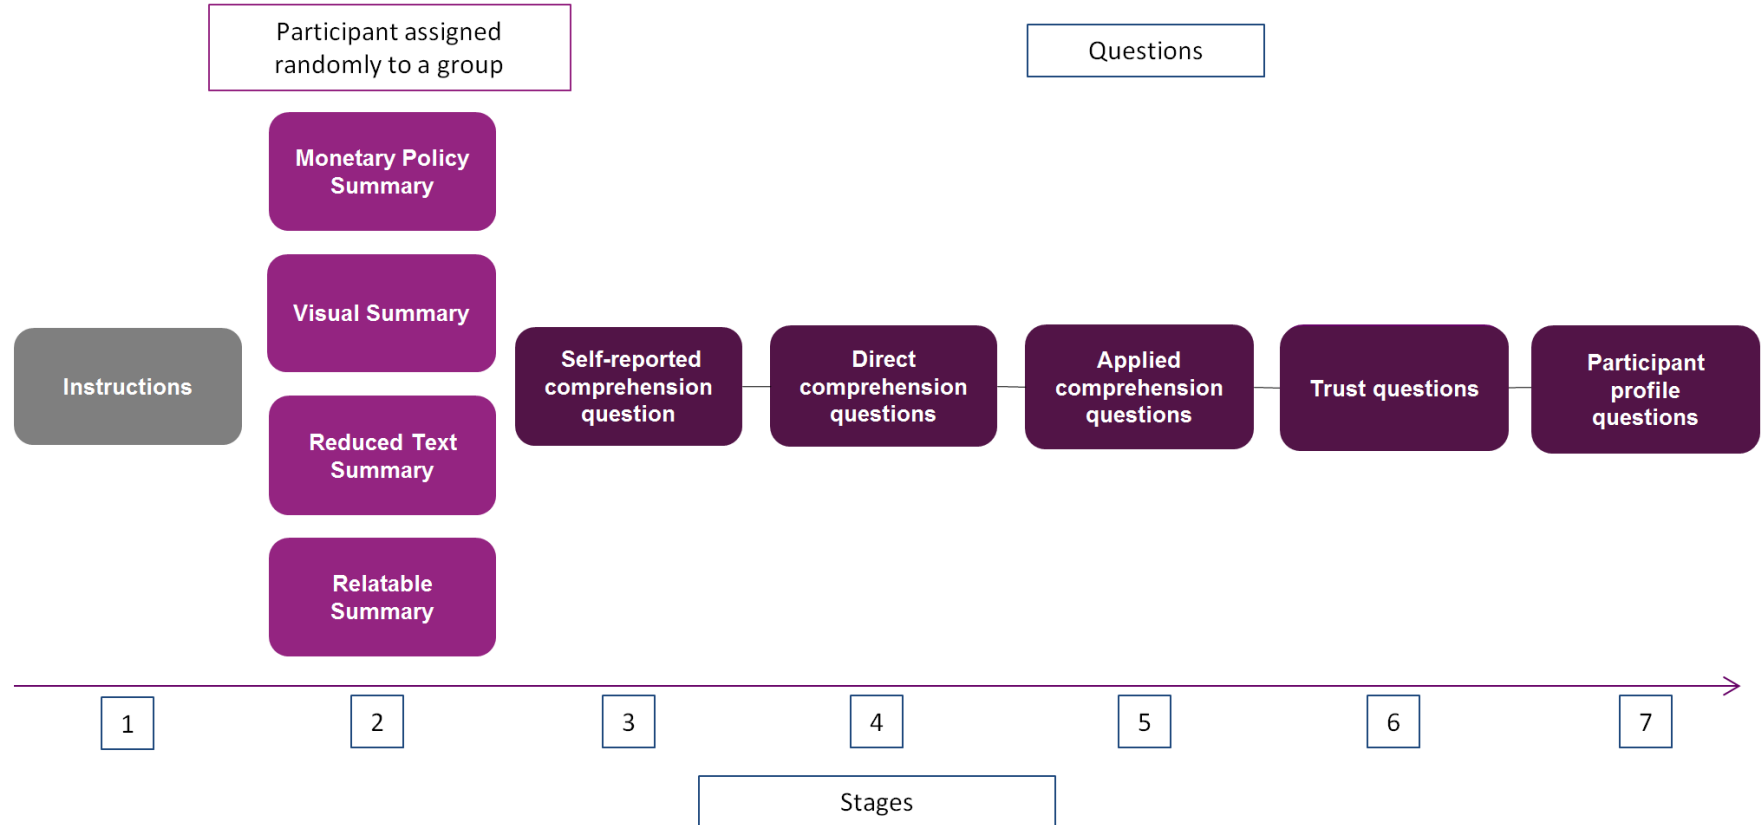 Participant assigned
randomly to a group
Questions
Monetary Policy
Summary
Visual Summary
Reduced Text
Summary
Relatable
Summary
Instructions
Self-reported
comprehension
question
Direct
comprehension
questions
Applied
comprehension
questions
Trust questions
Participant
profile
questions
1
2
3
4
5
6
7
Stages